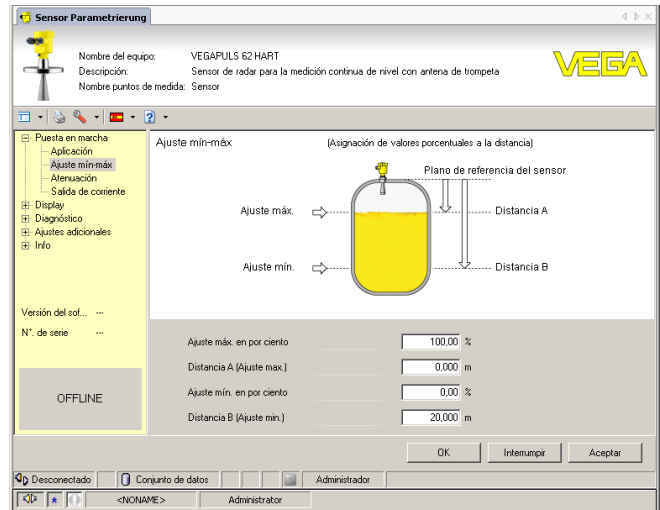 Sensor Parametrierung
Nombre del equipo: VEGAPULS 62 HART
Descripción: Sensor de radar para la medición continua de nivel con antena de trompeta
Nombre puntos de medida: Sensor
VEGA
Puesta en marcha
Aplicación
Ajuste mín-máx
Atenuación
Salida de corriente
Display
Diagnóstico
Ajustes adicionales
Info
Versión del sof... ---
N°. de serie ---
OFFLINE
Ajuste mín-máx (Asignación de valores porcentuales a la distancia)
Plano de referencia del sensor
Ajuste máx. Distancia A
Ajuste mín. Distancia B
Ajuste máx. en por ciento 100,00 %
Distancia A (Ajuste max.) 0,000 m
Ajuste mín. en por ciento 0,00 %
Distancia B (Ajuste min.) 20,000 m
OK Interrumpir Aceptar
Desconectado Conjunto de datos Administrador
<NONAME> Administrator